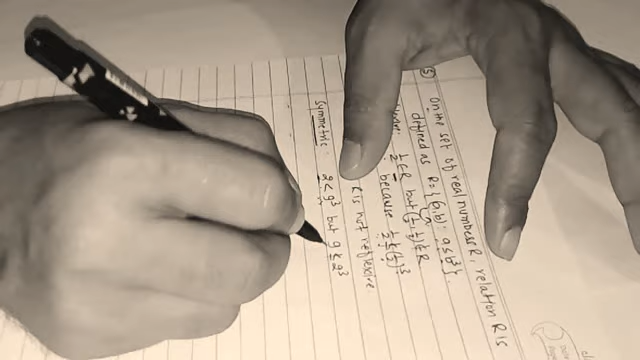 ⑤ On the set of real numbers R, relation R is
defined as R = {(a,b): a ≤ b³}.
½ ∈ R but (½, ½) ∉ R
because ½ ≰ (½)³
R is not reflexive.
Symmetric: 2 < 9³ but 9 ≰ 2³